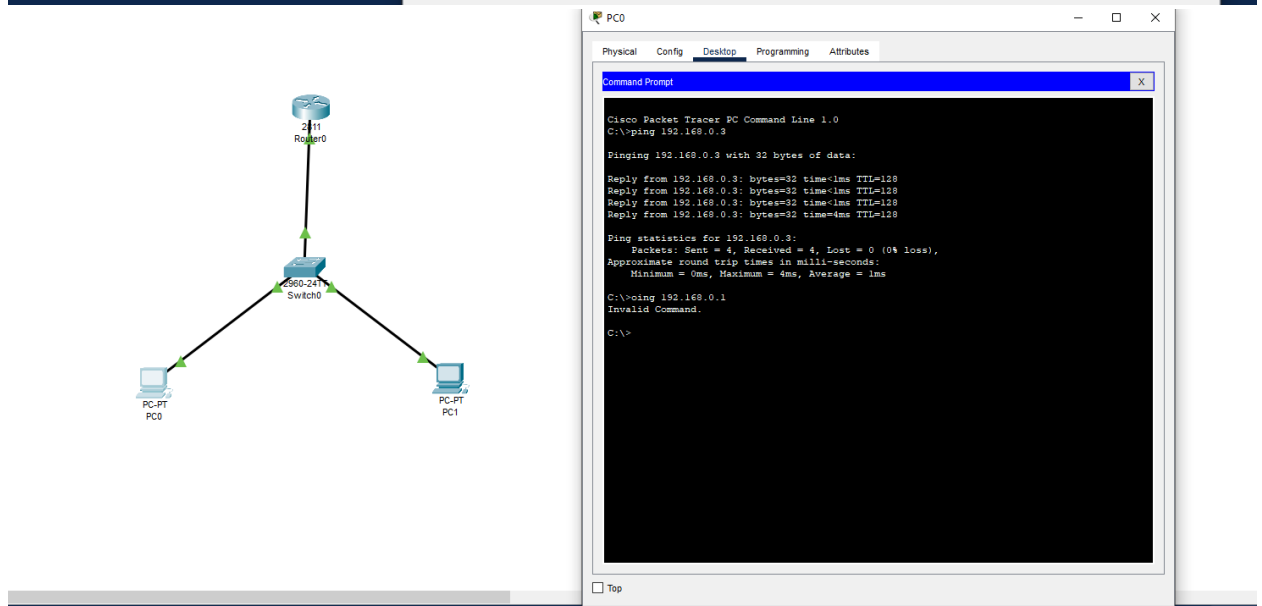 2811
Router0
2960-24TT
Switch0
PC-PT
PC0
PC-PT
PC1
PC0
Physical Config Desktop Programming Attributes
Command Prompt X
Cisco Packet Tracer PC Command Line 1.0
C:\>ping 192.168.0.3
Pinging 192.168.0.3 with 32 bytes of data:
Reply from 192.168.0.3: bytes=32 time<1ms TTL=128
Reply from 192.168.0.3: bytes=32 time<1ms TTL=128
Reply from 192.168.0.3: bytes=32 time<1ms TTL=128
Reply from 192.168.0.3: bytes=32 time=4ms TTL=128
Ping statistics for 192.168.0.3:
Packets: Sent = 4, Received = 4, Lost = 0 (0% loss),
Approximate round trip times in milli-seconds:
Minimum = 0ms, Maximum = 4ms, Average = 1ms
C:\>oing 192.168.0.1
Invalid Command.
C:\>
Top